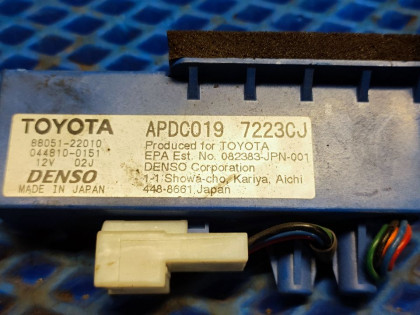 TOYOTA APDC019 7223CJ
88051-22010 Produced for TOYOTA
044810-0151 EPA Est. No. 082383-JPN-001
12V 02J DENSO Corporation
DENSO 1-1 Showa-cho, Kariya, Aichi
MADE IN JAPAN 448-8661 Japan